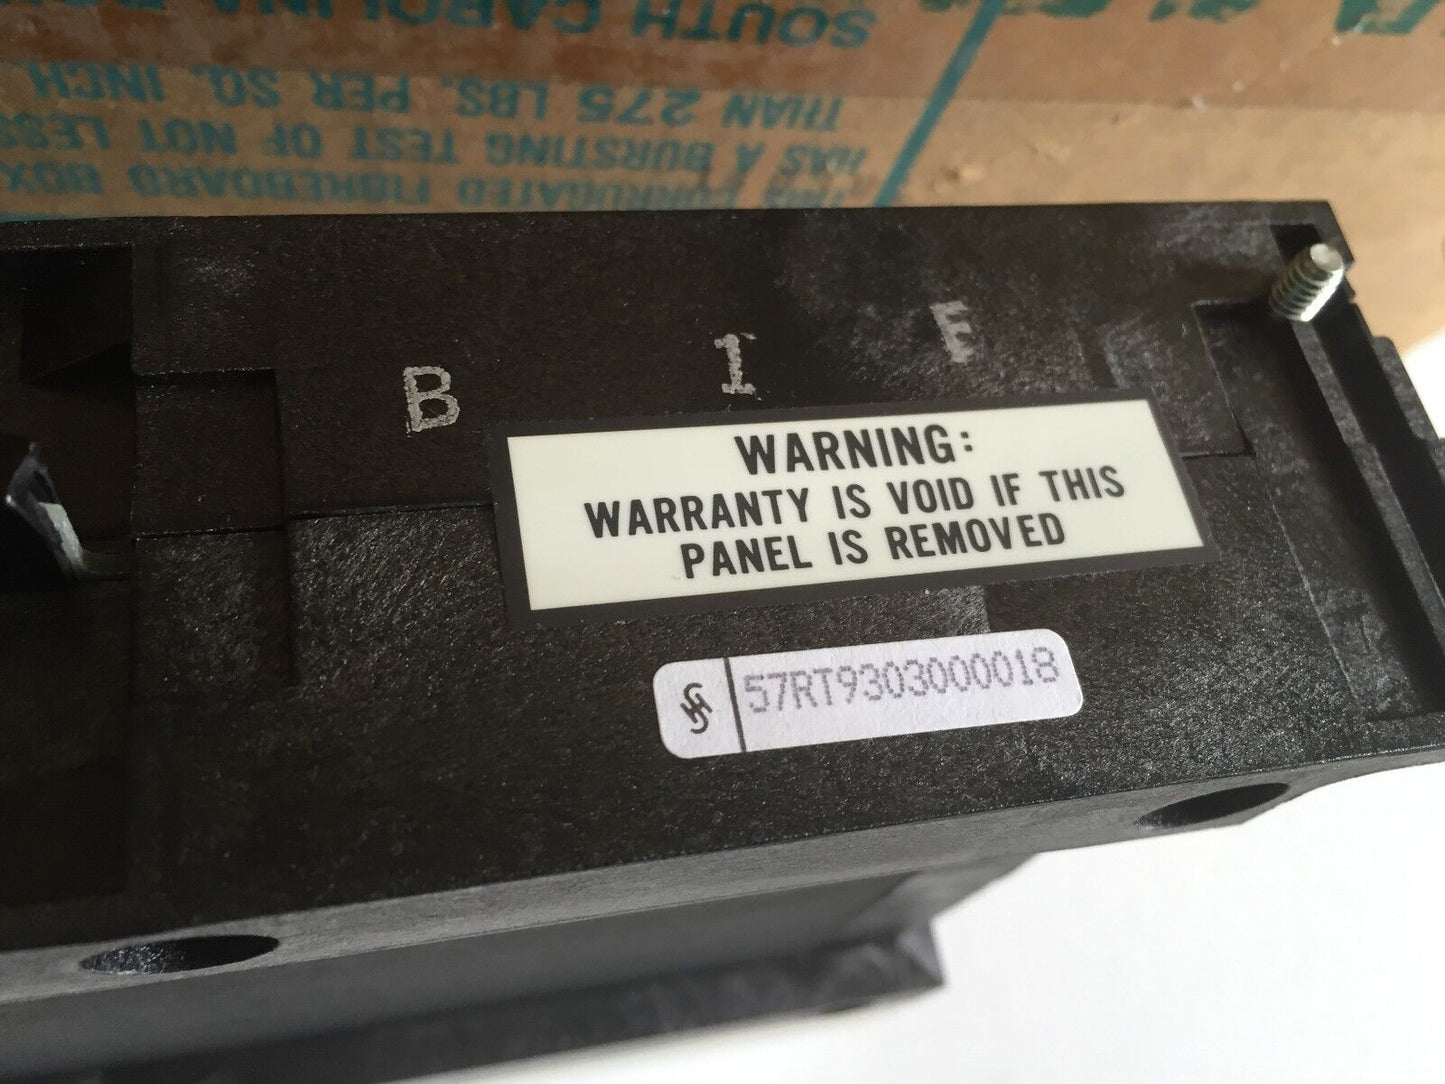 SOUTH CAROLINA
THIS CORRUGATED FIBREBOARD BOX
HAS A BURSTING TEST OF NOT LESS
THAN 275 LBS. PER SQ. INCH
B 1 E
WARNING:
WARRANTY IS VOID IF THIS
PANEL IS REMOVED
57RT9303000018